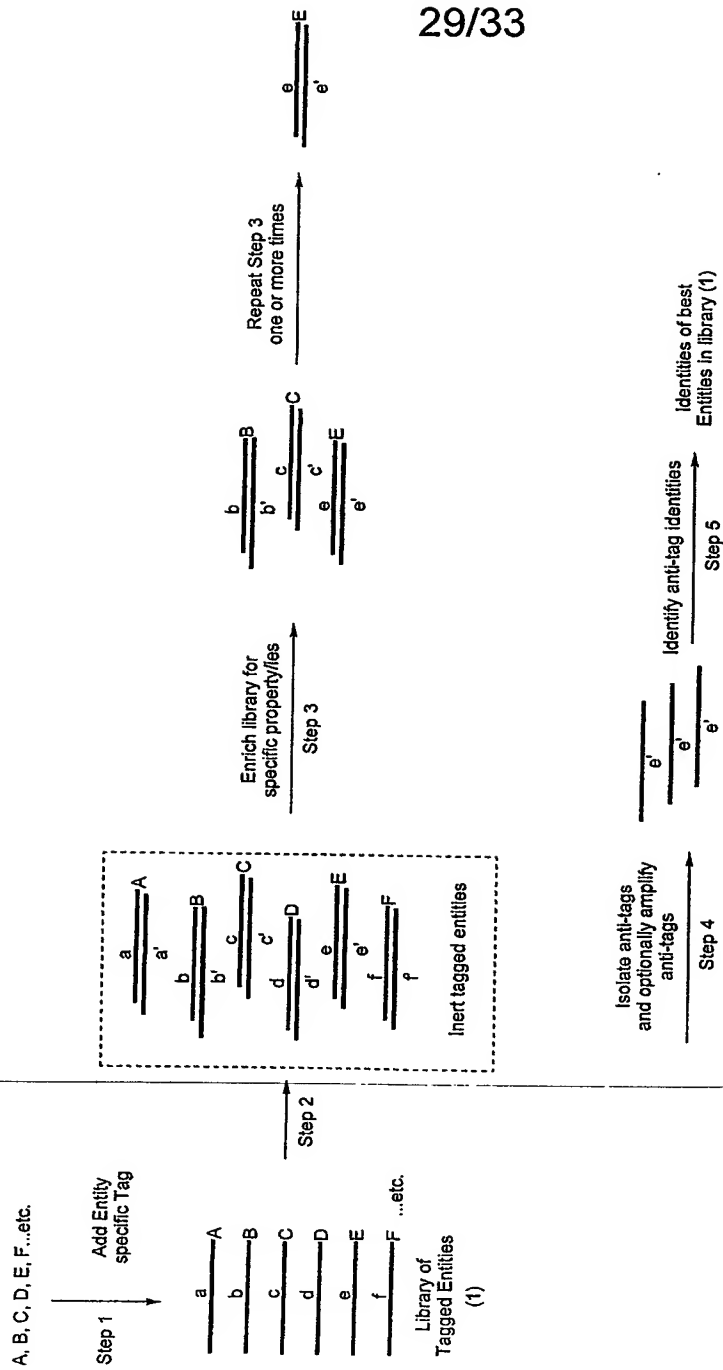 29/33
A, B, C, D, E, F...etc.
Step 1
Add Entity
specific Tag
a
A
b
B
c
C
d
D
e
E
f
F
...etc.
Library of
Tagged Entities
(1)
Step 2
a
A
a'
b
B
b'
c
C
c'
d
D
d'
e
E
e'
f
F
f'
Inert tagged entities
Enrich library for
specific property/ies
Step 3
b
B
b'
c
C
c'
e
E
e'
Repeat Step 3
one or more times
e
E
e'
Isolate anti-tags
and optionally amplify
anti-tags
Step 4
e'
e'
e'
Identify anti-tag identities
Step 5
Identities of best
Entities in library (1)